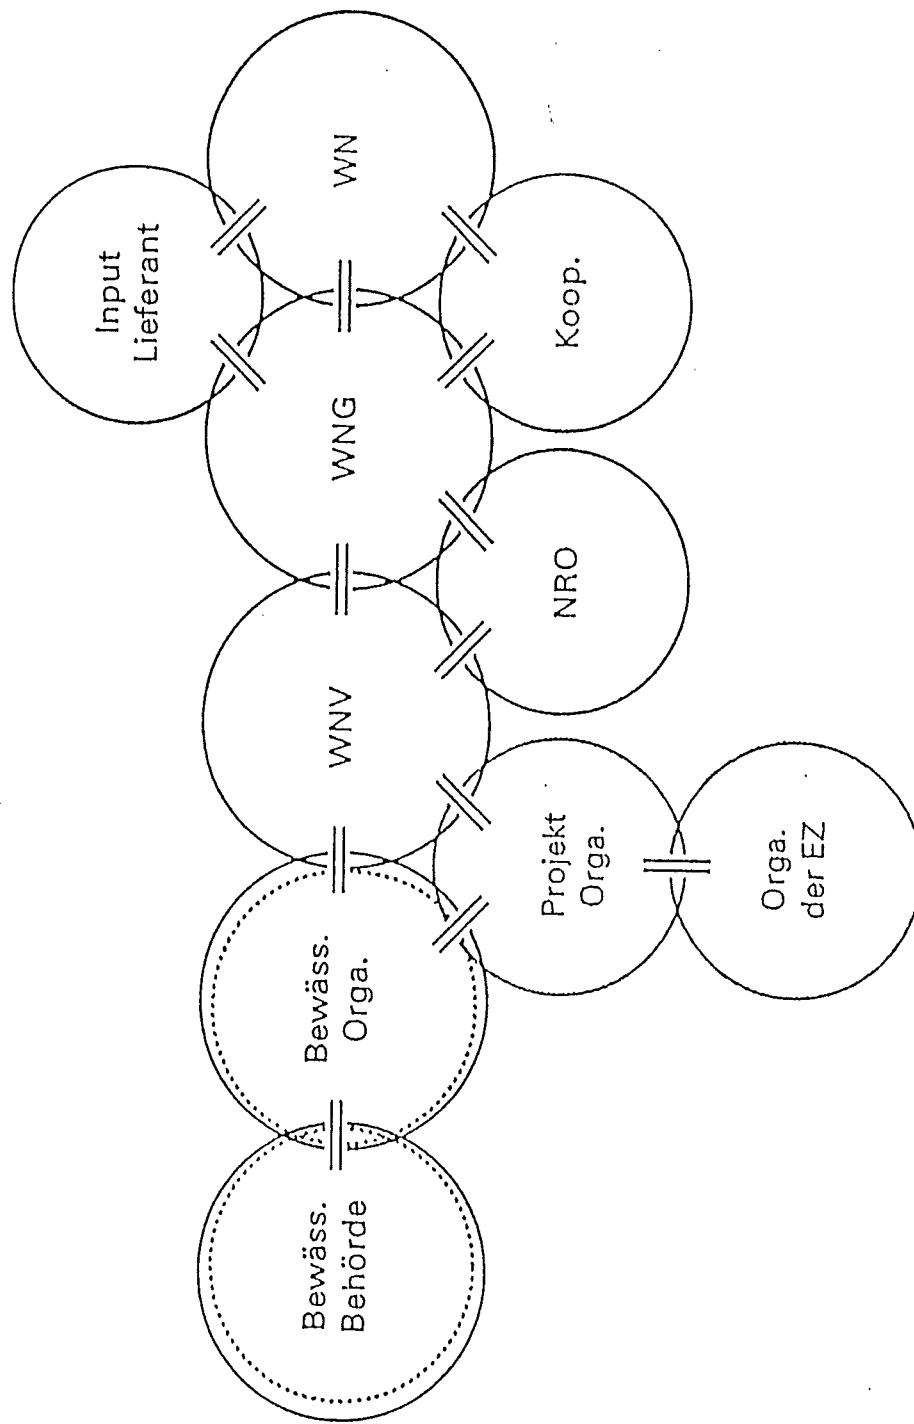 Input
Lieferant
Bewäss.
Behörde
Bewäss.
Orga.
WNV
WNG
WN
Projekt
Orga.
NRO
Koop.
Orga.
der EZ